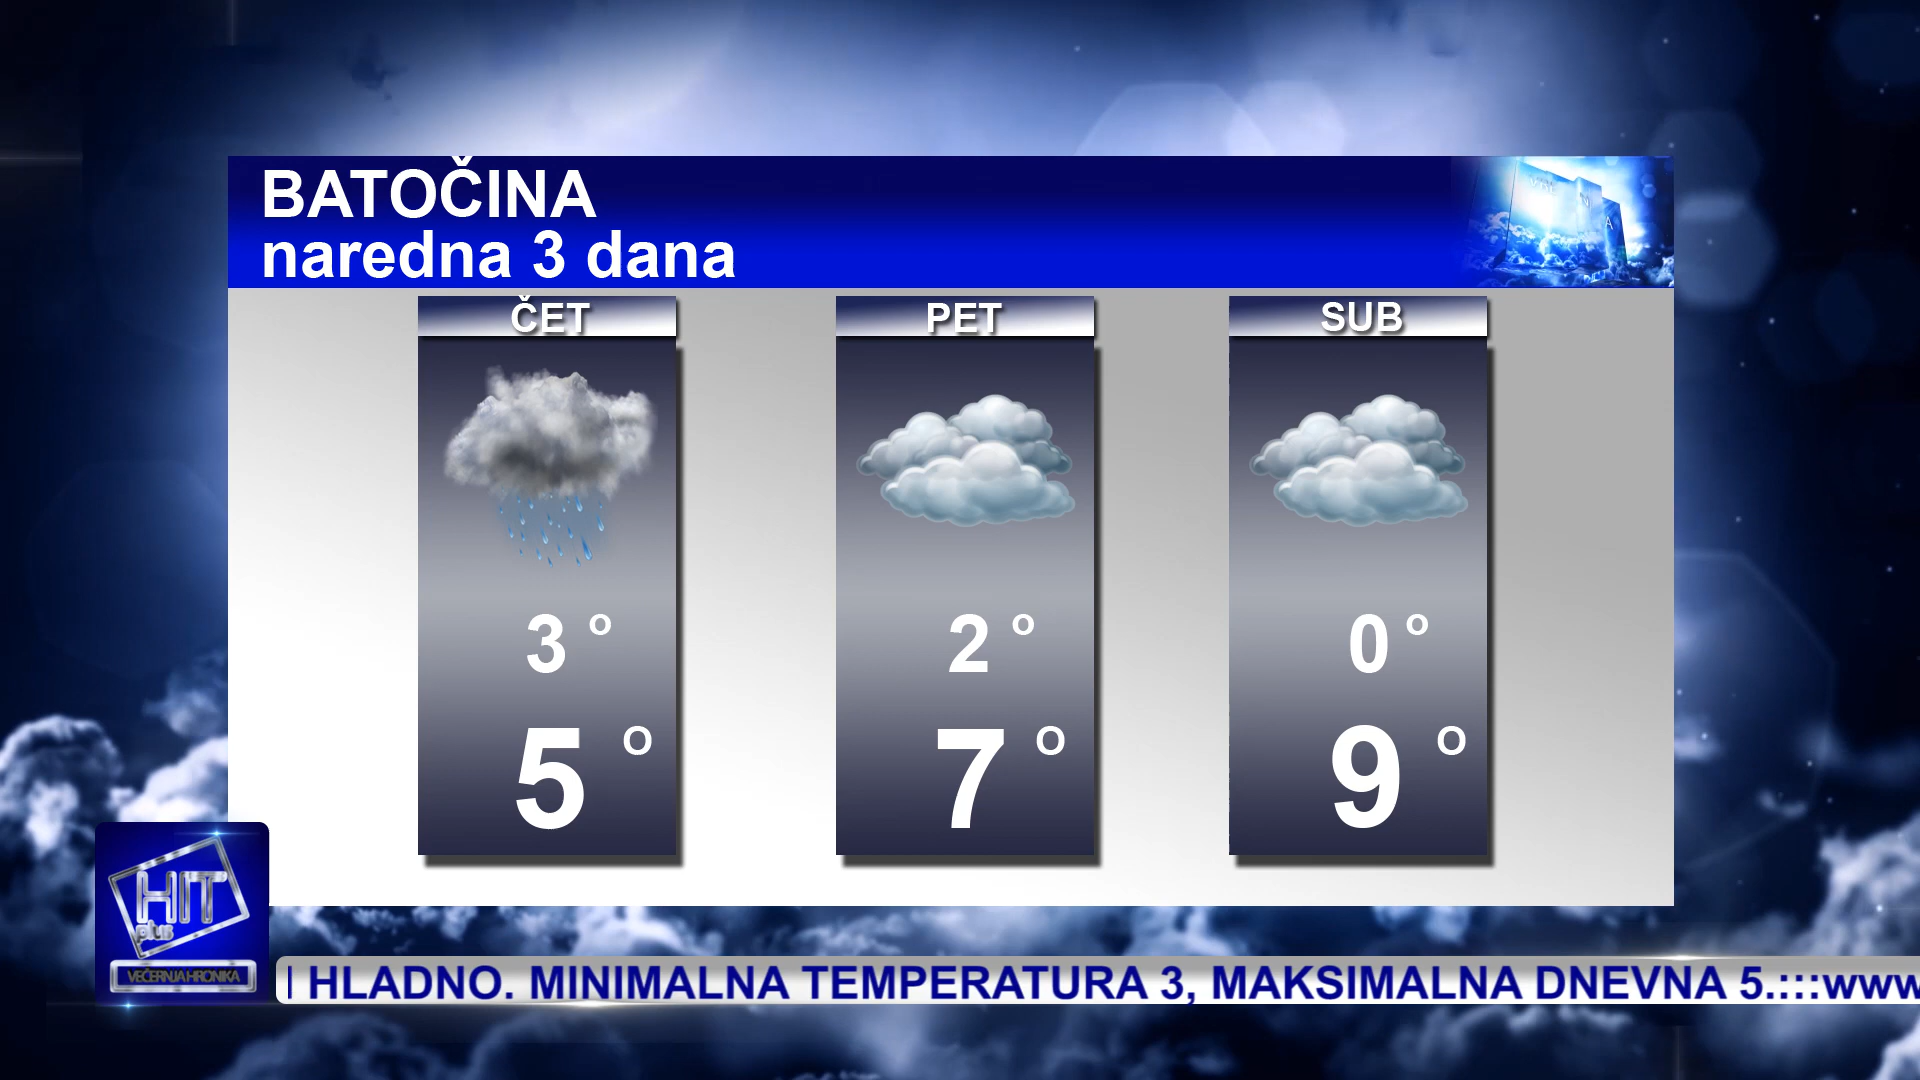 BATOČINA
naredna 3 dana
ČET
PET
SUB
3 o
2 o
0 o
5 o
7 o
9 o
HIT
plus
VEČERNJA HRONIKA
I HLADNO. MINIMALNA TEMPERATURA 3, MAKSIMALNA DNEVNA 5.:::www